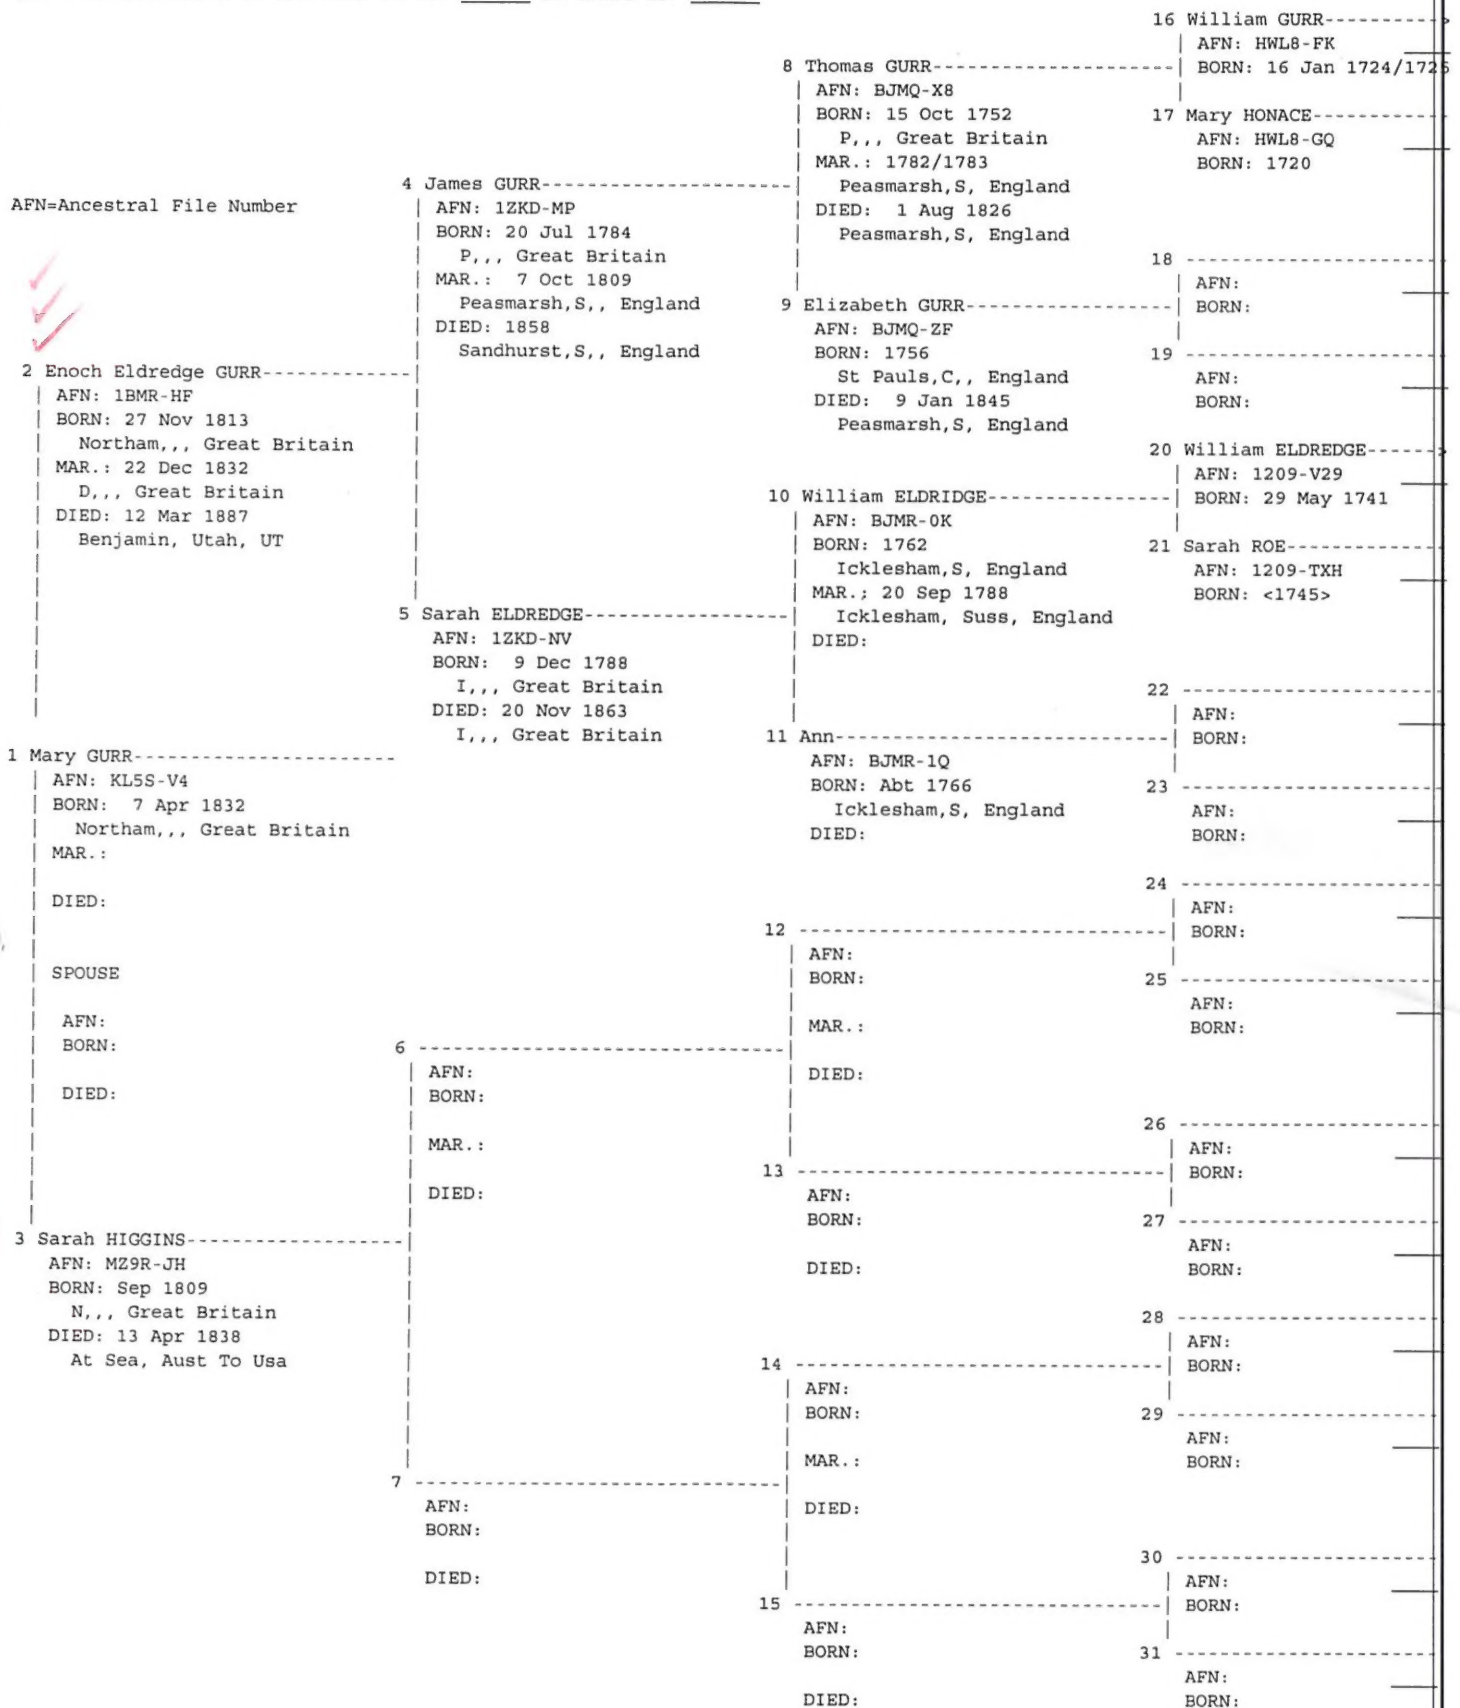 AFN=Ancestral File Number
2 Enoch Eldredge GURR
AFN: 1BMR-HF
BORN: 27 Nov 1813
Northam,,, Great Britain
MAR.: 22 Dec 1832
D,,, Great Britain
DIED: 12 Mar 1887
Benjamin, Utah, UT
1 Mary GURR
AFN: KL5S-V4
BORN: 7 Apr 1832
Northam,,, Great Britain
MAR.:
DIED:
SPOUSE
AFN:
BORN:
DIED:
3 Sarah HIGGINS
AFN: MZ9R-JH
BORN: Sep 1809
N,,, Great Britain
DIED: 13 Apr 1838
At Sea, Aust To Usa
4 James GURR
AFN: 1ZKD-MP
BORN: 20 Jul 1784
P,,, Great Britain
MAR.: 7 Oct 1809
Peasmarsh,S,, England
DIED: 1858
Sandhurst,S,, England
5 Sarah ELDREDGE
AFN: 1ZKD-NV
BORN: 9 Dec 1788
I,,, Great Britain
DIED: 20 Nov 1863
I,,, Great Britain
6
AFN:
BORN:
MAR.:
DIED:
7
AFN:
BORN:
DIED:
8 Thomas GURR
AFN: BJMQ-X8
BORN: 15 Oct 1752
P,,, Great Britain
MAR.: 1782/1783
Peasmarsh,S, England
DIED: 1 Aug 1826
Peasmarsh,S, England
9 Elizabeth GURR
AFN: BJMQ-ZF
BORN: 1756
St Pauls,C,, England
DIED: 9 Jan 1845
Peasmarsh,S, England
10 William ELDRIDGE
AFN: BJMR-0K
BORN: 1762
Icklesham,S, England
MAR.; 20 Sep 1788
Icklesham, Suss, England
DIED:
11 Ann
AFN: BJMR-1Q
BORN: Abt 1766
Icklesham,S, England
DIED:
12
AFN:
BORN:
MAR.:
DIED:
13
AFN:
BORN:
DIED:
14
AFN:
BORN:
MAR.:
DIED:
15
AFN:
BORN:
DIED:
16 William GURR
AFN: HWL8-FK
BORN: 16 Jan 1724/1725
17 Mary HONACE
AFN: HWL8-GQ
BORN: 1720
18
AFN:
BORN:
19
AFN:
BORN:
20 William ELDREDGE
AFN: 1209-V29
BORN: 29 May 1741
21 Sarah ROE
AFN: 1209-TXH
BORN: <1745>
22
AFN:
BORN:
23
AFN:
BORN:
24
AFN:
BORN:
25
AFN:
BORN:
26
AFN:
BORN:
27
AFN:
BORN:
28
AFN:
BORN:
29
AFN:
BORN:
30
AFN:
BORN:
31
AFN:
BORN: